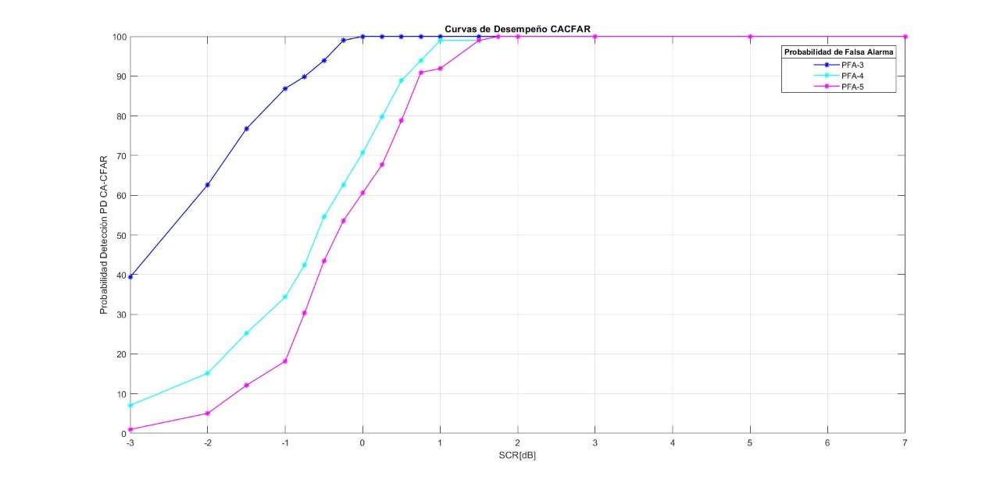 Curvas de Desempeño CACFAR
Probabilidad de Falsa Alarma
PFA-3
PFA-4
PFA-5
Probabilidad Detección PD CA-CFAR
100
90
80
70
60
50
40
30
20
10
0
-3 -2 -1 0 1 2 3 4 5 6 7
SCR[dB]